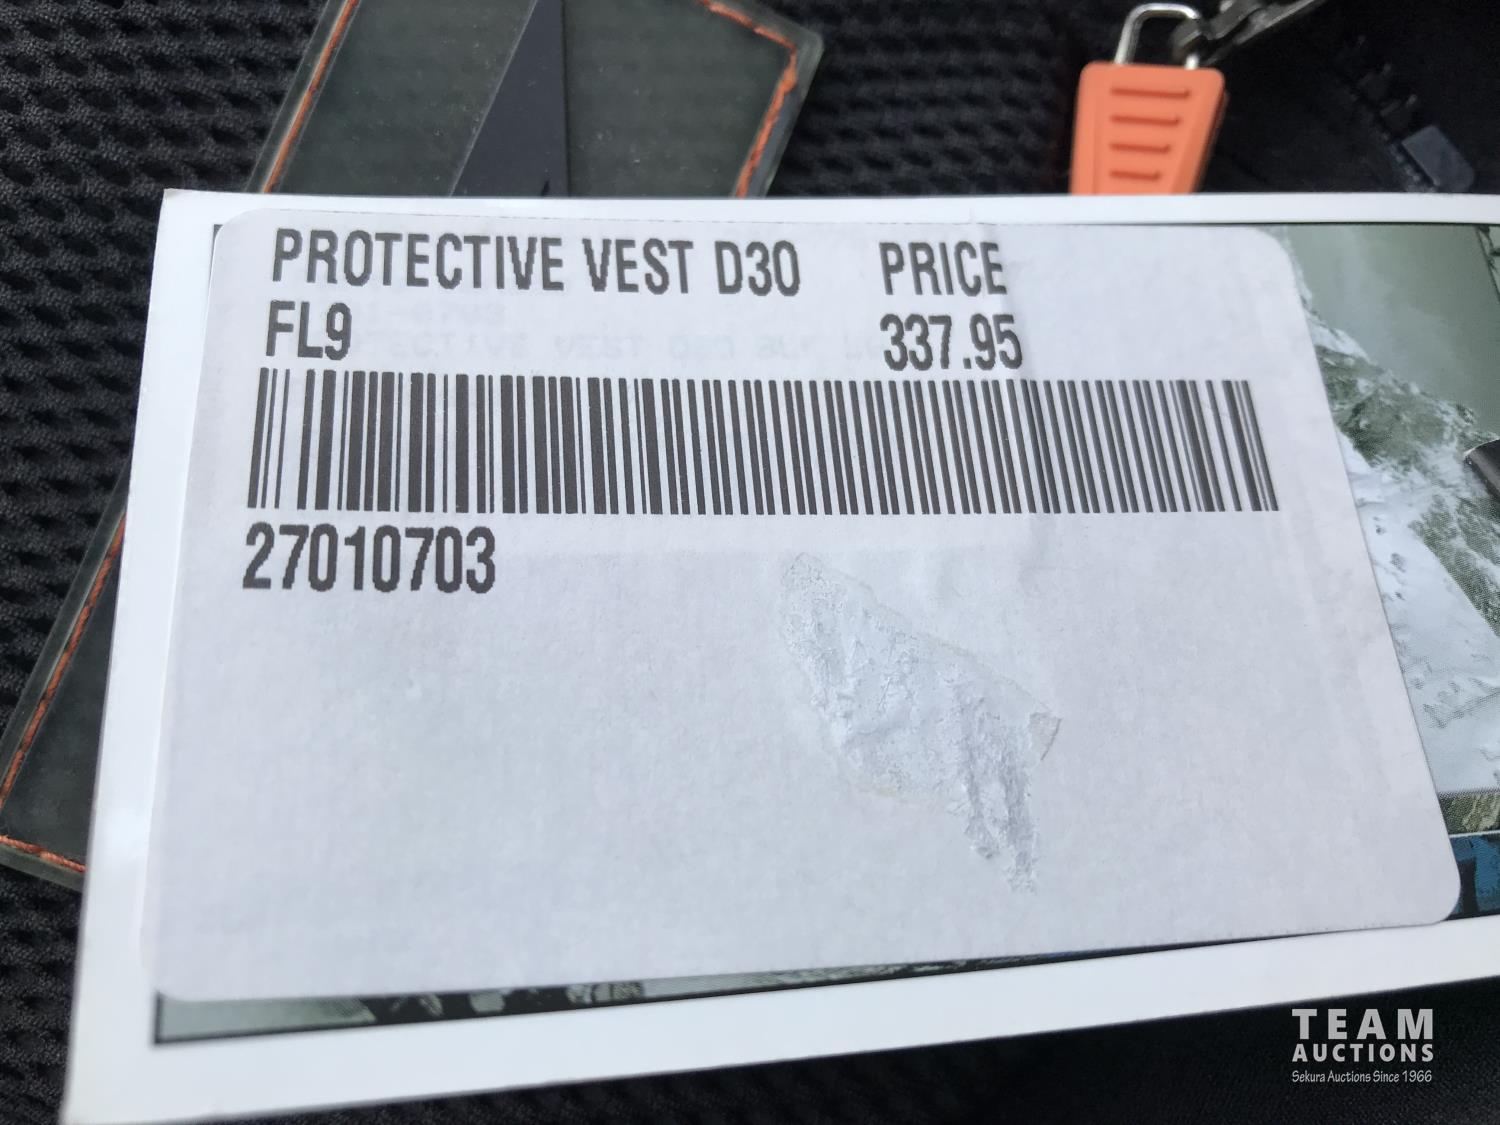 PROTECTIVE VEST D30 PRICE
FL9 337.95
27010703
TEAM
AUCTIONS
Sekura Auctions Since 1966